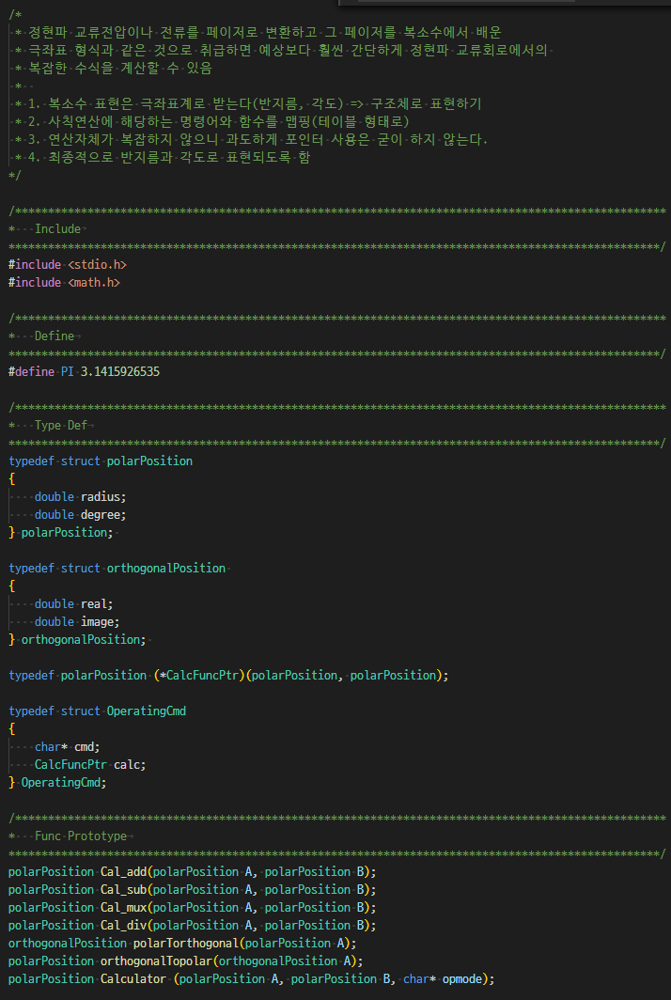 /*
 * 정현파 교류전압이나 전류를 페이저로 변환하고 그 페이저를 복소수에서 배운
 * 극좌표 형식과 같은 것으로 취급하면 예상보다 훨씬 간단하게 정현파 교류회로에서의
 * 복잡한 수식을 계산할 수 있음
 *
 * 1. 복소수 표현은 극좌표계로 받는다(반지름, 각도) => 구조체로 표현하기
 * 2. 사칙연산에 해당하는 명령어와 함수를 맵핑(테이블 형태로)
 * 3. 연산자체가 복잡하지 않으니 과도하게 포인터 사용은 굳이 하지 않는다.
 * 4. 최종적으로 반지름과 각도로 표현되도록 함
*/
/****************************************************************************************************
*   Include
****************************************************************************************************/
#include <stdio.h>
#include <math.h>
/****************************************************************************************************
*   Define
****************************************************************************************************/
#define PI 3.1415926535
/****************************************************************************************************
*   Type Def
****************************************************************************************************/
typedef struct polarPosition
{
    double radius;
    double degree;
} polarPosition;
typedef struct orthogonalPosition
{
    double real;
    double image;
} orthogonalPosition;
typedef polarPosition (*CalcFuncPtr)(polarPosition, polarPosition);
typedef struct OperatingCmd
{
    char* cmd;
    CalcFuncPtr calc;
} OperatingCmd;
/****************************************************************************************************
*   Func Prototype
****************************************************************************************************/
polarPosition Cal_add(polarPosition A, polarPosition B);
polarPosition Cal_sub(polarPosition A, polarPosition B);
polarPosition Cal_mux(polarPosition A, polarPosition B);
polarPosition Cal_div(polarPosition A, polarPosition B);
orthogonalPosition polarTorthogonal(polarPosition A);
polarPosition orthogonalTopolar(orthogonalPosition A);
polarPosition Calculator (polarPosition A, polarPosition B, char* opmode);